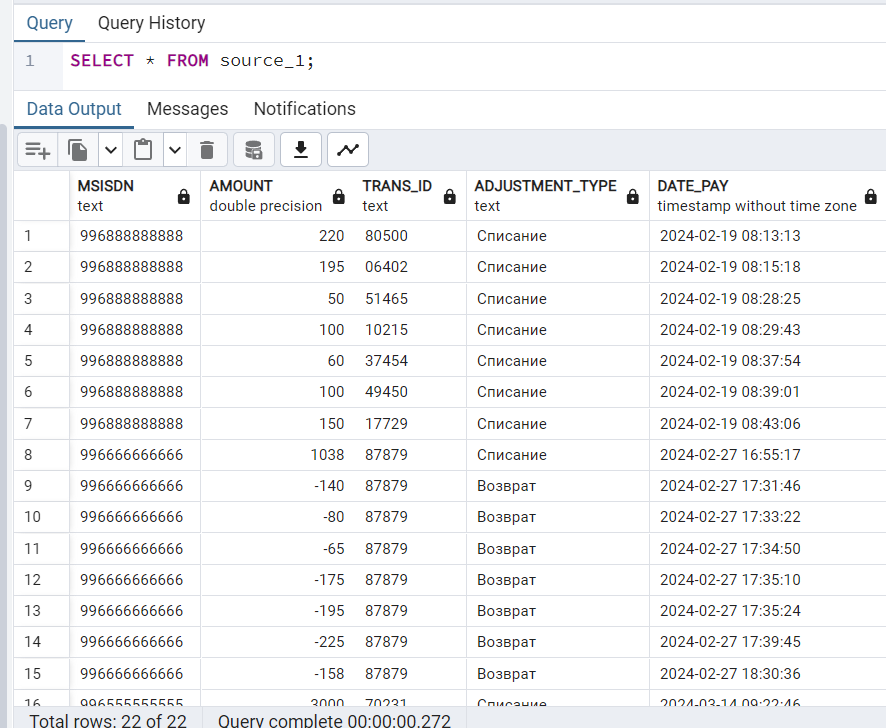 Query Query History
1 SELECT * FROM source_1;
Data Output Messages Notifications
MSISDN AMOUNT TRANS_ID ADJUSTMENT_TYPE DATE_PAY
text double precision text text timestamp without time zone
1 996888888888 220 80500 Списание 2024-02-19 08:13:13
2 996888888888 195 06402 Списание 2024-02-19 08:15:18
3 996888888888 50 51465 Списание 2024-02-19 08:28:25
4 996888888888 100 10215 Списание 2024-02-19 08:29:43
5 996888888888 60 37454 Списание 2024-02-19 08:37:54
6 996888888888 100 49450 Списание 2024-02-19 08:39:01
7 996888888888 150 17729 Списание 2024-02-19 08:43:06
8 996666666666 1038 87879 Списание 2024-02-27 16:55:17
9 996666666666 -140 87879 Возврат 2024-02-27 17:31:46
10 996666666666 -80 87879 Возврат 2024-02-27 17:33:22
11 996666666666 -65 87879 Возврат 2024-02-27 17:34:50
12 996666666666 -175 87879 Возврат 2024-02-27 17:35:10
13 996666666666 -195 87879 Возврат 2024-02-27 17:35:24
14 996666666666 -225 87879 Возврат 2024-02-27 17:39:45
15 996666666666 -158 87879 Возврат 2024-02-27 18:30:36
16 996555555555 3000 70231 Списание 2024-03-14 09:22:46
Total rows: 22 of 22 Query complete 00:00:00.272